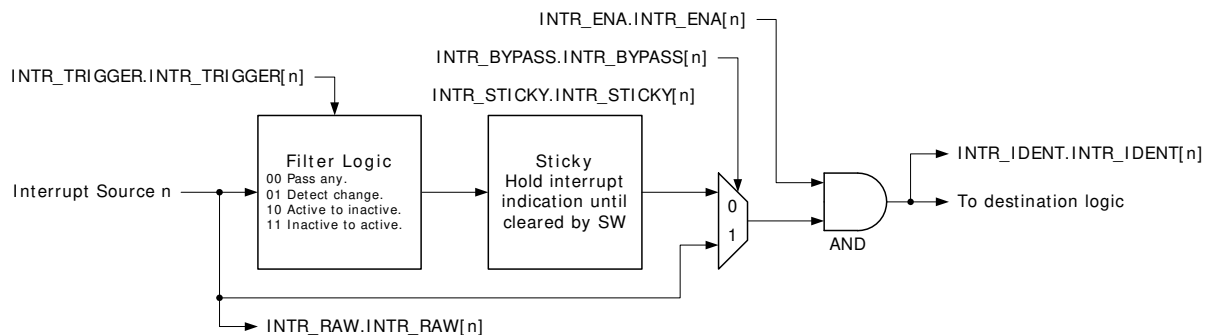 INTR_ENA.INTR_ENA[n]
INTR_BYPASS.INTR_BYPASS[n]
INTR_TRIGGER.INTR_TRIGGER[n]
INTR_STICKY.INTR_STICKY[n]
Filter Logic
00 Pass any.
01 Detect change.
10 Active to inactive.
11 Inactive to active.
Sticky
Hold interrupt
indication until
cleared by SW
Interrupt Source n
0
1
AND
INTR_IDENT.INTR_IDENT[n]
To destination logic
INTR_RAW.INTR_RAW[n]